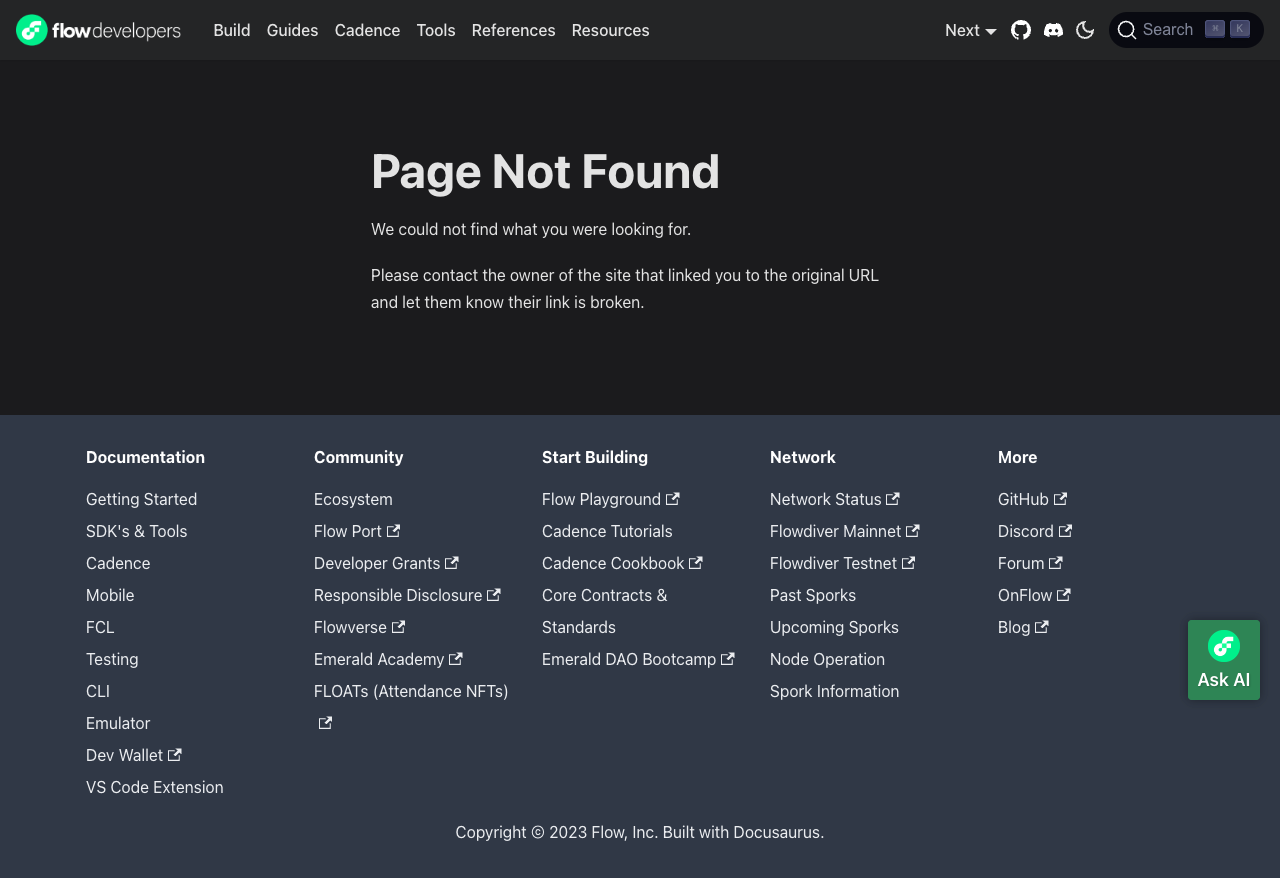 flowdevelopers
Build Guides Cadence Tools References Resources
Next
Search ⌘ K
Page Not Found
We could not find what you were looking for.
Please contact the owner of the site that linked you to the original URL
and let them know their link is broken.
Documentation
Getting Started
SDK's & Tools
Cadence
Mobile
FCL
Testing
CLI
Emulator
Dev Wallet
VS Code Extension
Community
Ecosystem
Flow Port
Developer Grants
Responsible Disclosure
Flowverse
Emerald Academy
FLOATs (Attendance NFTs)
Start Building
Flow Playground
Cadence Tutorials
Cadence Cookbook
Core Contracts &
Standards
Emerald DAO Bootcamp
Network
Network Status
Flowdiver Mainnet
Flowdiver Testnet
Past Sporks
Upcoming Sporks
Node Operation
Spork Information
More
GitHub
Discord
Forum
OnFlow
Blog
Ask AI
Copyright © 2023 Flow, Inc. Built with Docusaurus.